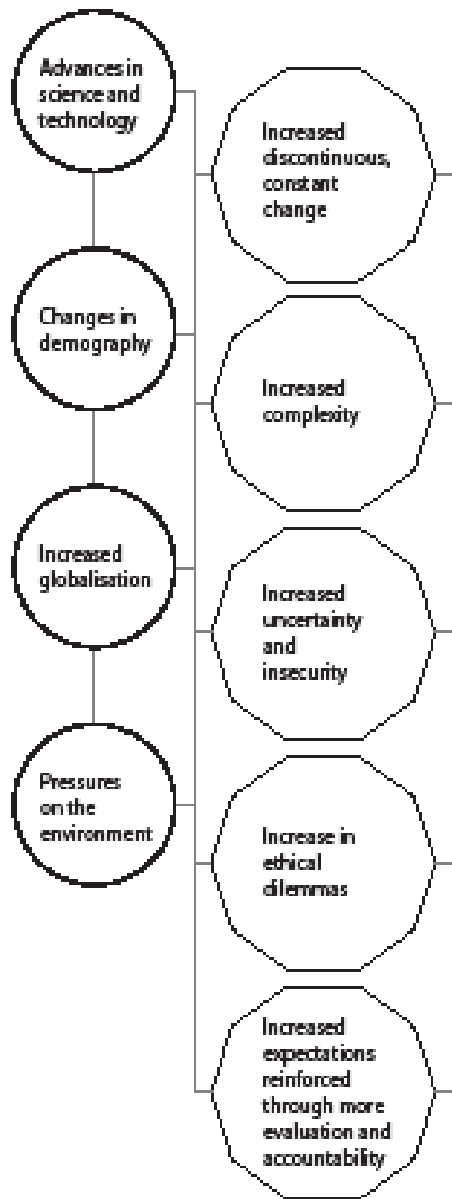 Advances in
science and
technology
Changes in
demography
Increased
globalisation
Pressures
on the
environment
Increased
discontinuous,
constant
change
Increased
complexity
Increased
uncertainty
and
insecurity
Increase in
ethical
dilemmas
Increased
expectations
reinforced
through more
evaluation and
accountability